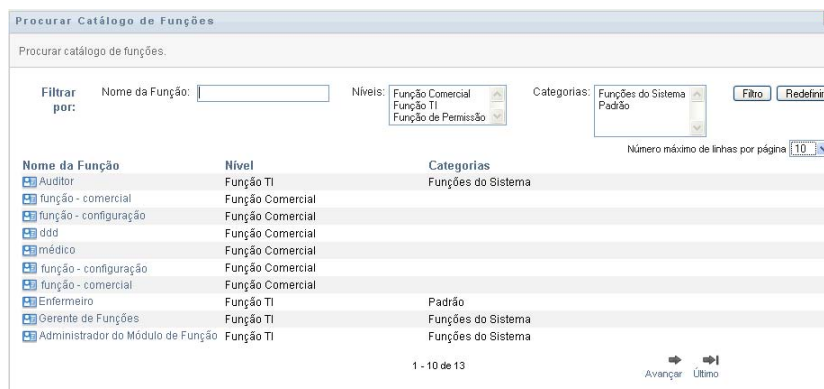 Procurar Catálogo de Funções
Procurar catálogo de funções.
Filtrar por: Nome da Função: Níveis: Função Comercial Função TI Função de Permissão Categorias: Funções do Sistema Padrão Filtro Redefinir
Número máximo de linhas por página 10
Nome da Função Nível Categorias
Auditor Função TI Funções do Sistema
função - comercial Função Comercial
função - configuração Função Comercial
ddd Função Comercial
médico Função Comercial
função - configuração Função Comercial
função - comercial Função Comercial
Enfermeiro Função TI Padrão
Gerente de Funções Função TI Funções do Sistema
Administrador do Módulo de Função Função TI Funções do Sistema
1 - 10 de 13
Avançar Último